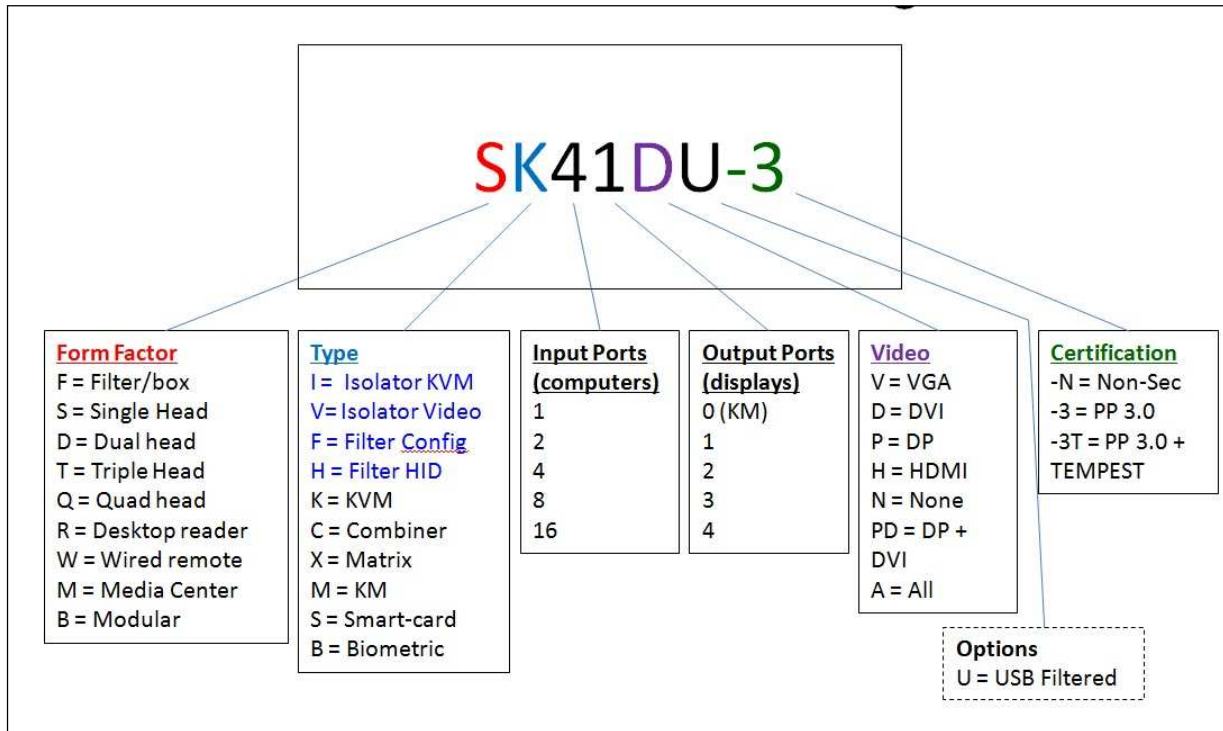 SK41DU-3
Form Factor
F = Filter/box
S = Single Head
D = Dual head
T = Triple Head
Q = Quad head
R = Desktop reader
W = Wired remote
M = Media Center
B = Modular
Type
I = Isolator KVM
V= Isolator Video
F = Filter Config
H = Filter HID
K = KVM
C = Combiner
X = Matrix
M = KM
S = Smart-card
B = Biometric
Input Ports
(computers)
1
2
4
8
16
Output Ports
(displays)
0 (KM)
1
2
3
4
Video
V = VGA
D = DVI
P = DP
H = HDMI
N = None
PD = DP +
DVI
A = All
Certification
-N = Non-Sec
-3 = PP 3.0
-3T = PP 3.0 +
TEMPEST
Options
U = USB Filtered